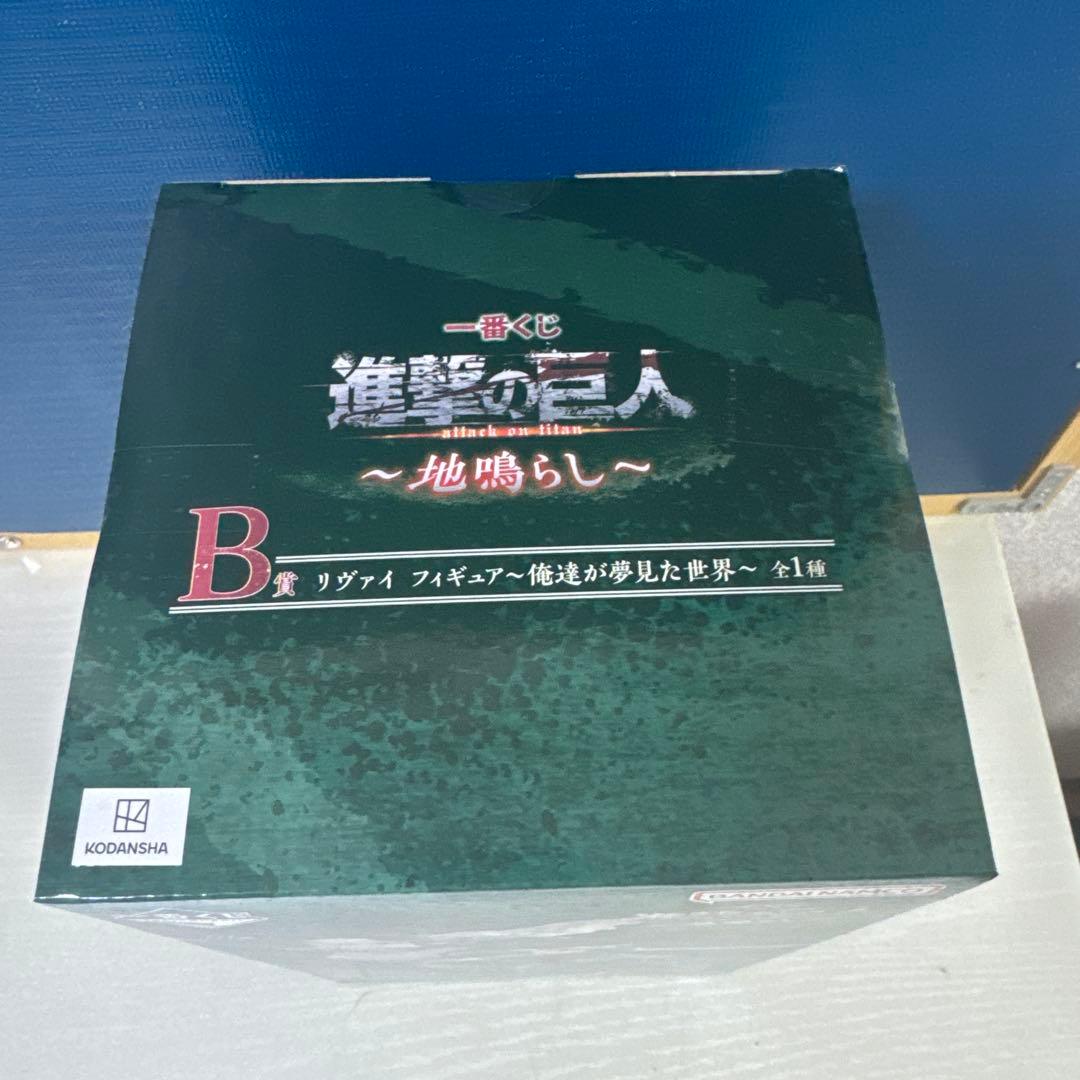 一番くじ
進撃の巨人
attack on titan
～地鳴らし～
B賞 リヴァイ フィギュア～俺達が夢見た世界～ 全1種
KODANSHA
BANDAI NAMCO